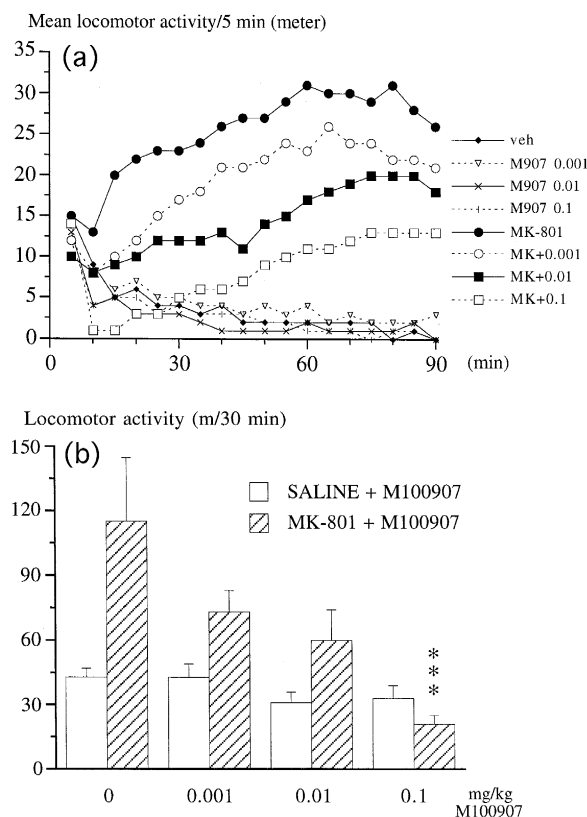 Mean locomotor activity/5 min (meter)
35
(a)
30
25
20
15
10
5
0
0
30
60
90
(min)
veh
M907 0.001
M907 0.01
M907 0.1
MK-801
MK+0.001
MK+0.01
MK+0.1
Locomotor activity (m/30 min)
150
(b)
120
90
60
30
0
SALINE + M100907
MK-801 + M100907
***
0
0.001
0.01
0.1
mg/kg
M100907